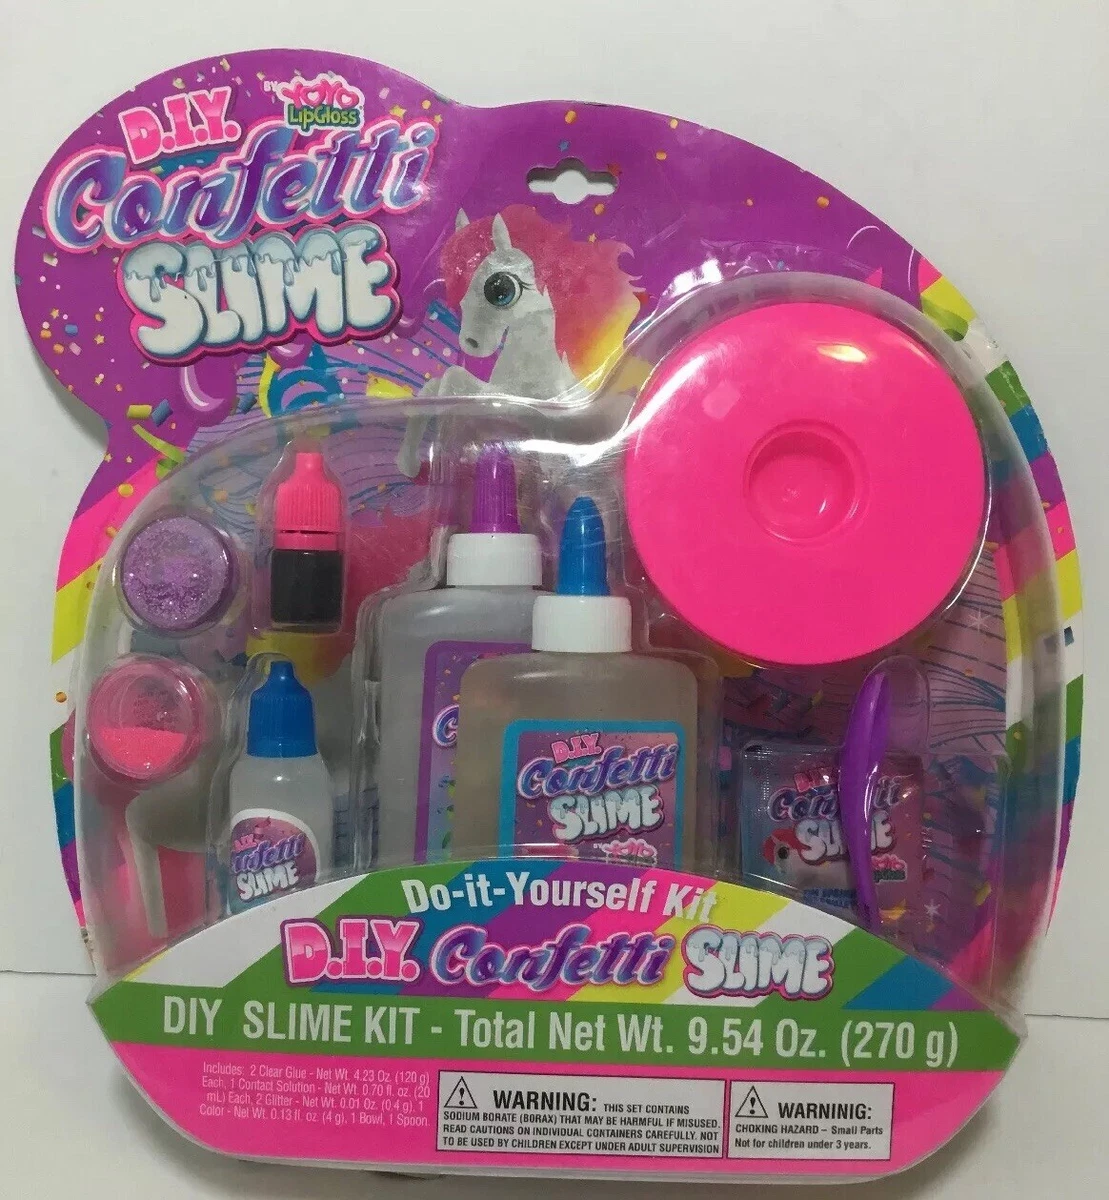 D.I.Y.
BY YOYO
LipGloss
Confetti
SLIME
D.I.Y.
Confetti
SLIME
BY YOYO
Confetti
SLIME
SLIME
Do-it-Yourself Kit
D.I.Y. Confetti SLIME
DIY SLIME KIT - Total Net Wt. 9.54 Oz. (270 g)
Includes: 2 Clear Glue - Net Wt. 4.23 Oz. (120 g)
Each, 1 Contact Solution - Net Wt. 0.70 fl. oz. (20
mL) Each, 2 Glitter - Net Wt. 0.01 Oz. (0.4 g), 1
Color - Net Wt. 0.13 fl. oz. (4 g), 1 Bowl, 1 Spoon.
WARNING: THIS SET CONTAINS
SODIUM BORATE (BORAX) THAT MAY BE HARMFUL IF MISUSED.
READ CAUTIONS ON INDIVIDUAL CONTAINERS CAREFULLY. NOT
TO BE USED BY CHILDREN EXCEPT UNDER ADULT SUPERVISION
WARNINIG:
CHOKING HAZARD - Small Parts
Not for children under 3 years.